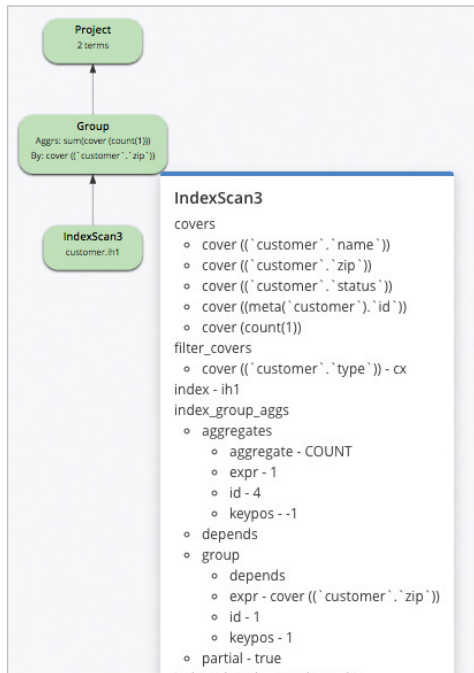 Project
2 terms
Group
Aggrs: sum(cover (count(1)))
By: cover ((`customer`.`zip`))
IndexScan3
customer.ih1
IndexScan3
covers
cover ((`customer`.`name`))
cover ((`customer`.`zip`))
cover ((`customer`.`status`))
cover ((meta(`customer`).`id`))
cover (count(1))
filter_covers
cover ((`customer`.`type`)) - cx
index - ih1
index_group_aggs
aggregates
aggregate - COUNT
expr - 1
id - 4
keypos - -1
depends
group
depends
expr - cover ((`customer`.`zip`))
id - 1
keypos - 1
partial - true